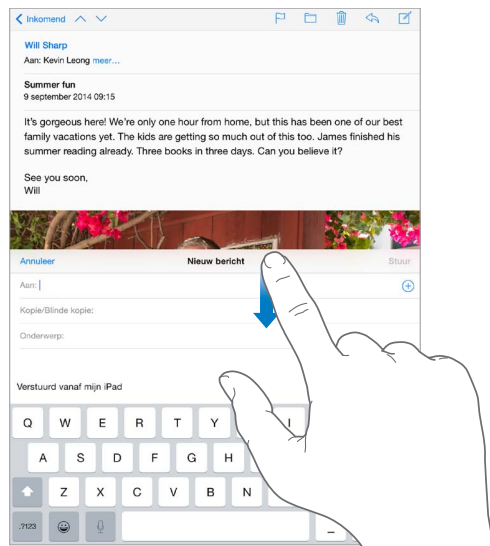 Inkomend
Will Sharp
Aan: Kevin Leong meer...
Summer fun
9 september 2014 09:15
It's gorgeous here! We're only one hour from home, but this has been one of our best
family vacations yet. The kids are getting so much out of this too. James finished his
summer reading already. Three books in three days. Can you believe it?
See you soon,
Will
Annuleer Nieuw bericht Stuur
Aan:
Kopie/Blinde kopie:
Onderwerp:
Verstuurd vanaf mijn iPad
Q W E R T Y I
A S D F G H
Z X C V B N
.?123 _